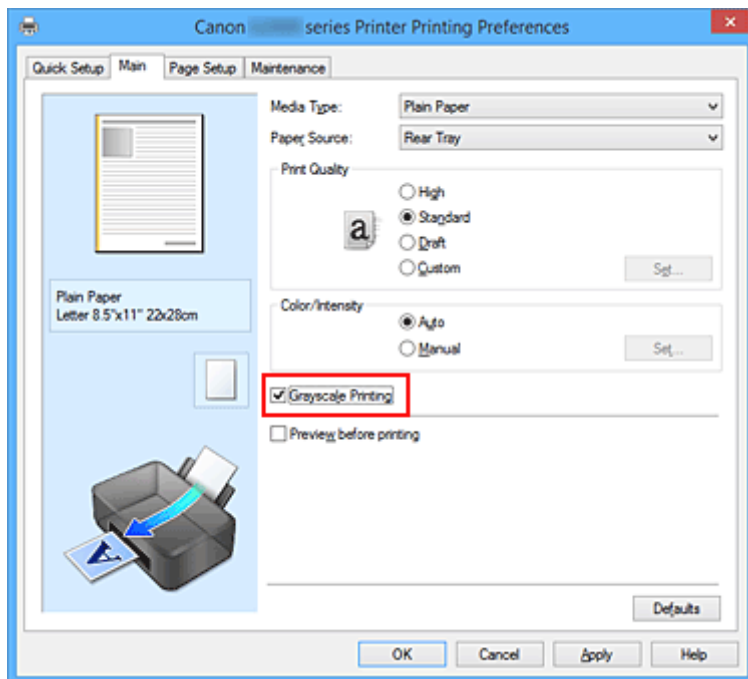 Canon series Printer Printing Preferences
Quick Setup Main Page Setup Maintenance
Media Type: Plain Paper
Paper Source: Rear Tray
Print Quality
High
a Standard
Draft
Custom Set...
Plain Paper
Letter 8.5"x11" 22x28cm
Color/Intensity
Auto
Manual Set...
Grayscale Printing
Preview before printing
A
Defaults
OK Cancel Apply Help